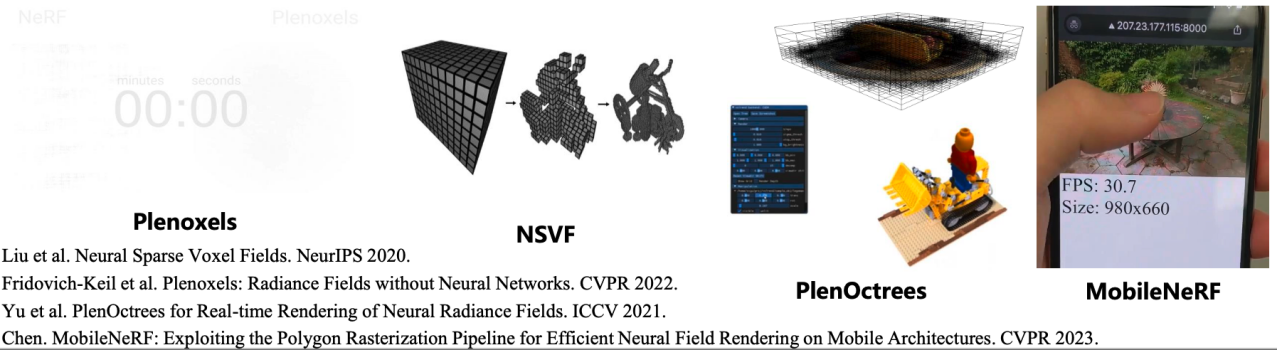 NeRF
Plenoxels
minutes seconds
00:00
207.23.177.115:8000
FPS: 30.7
Size: 980x660
Plenoxels
NSVF
PlenOctrees
MobileNeRF
Liu et al. Neural Sparse Voxel Fields. NeurIPS 2020.
Fridovich-Keil et al. Plenoxels: Radiance Fields without Neural Networks. CVPR 2022.
Yu et al. PlenOctrees for Real-time Rendering of Neural Radiance Fields. ICCV 2021.
Chen. MobileNeRF: Exploiting the Polygon Rasterization Pipeline for Efficient Neural Field Rendering on Mobile Architectures. CVPR 2023.